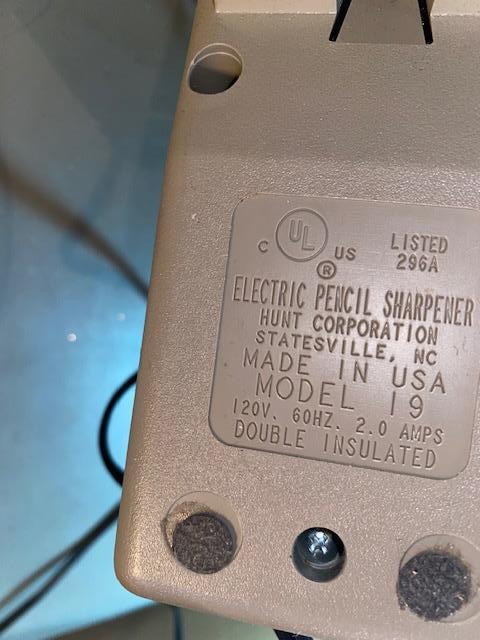 C UL US LISTED
® 296A
ELECTRIC PENCIL SHARPENER
HUNT CORPORATION
STATESVILLE, NC
MADE IN USA
MODEL 19
120V. 60HZ. 2.0 AMPS
DOUBLE INSULATED